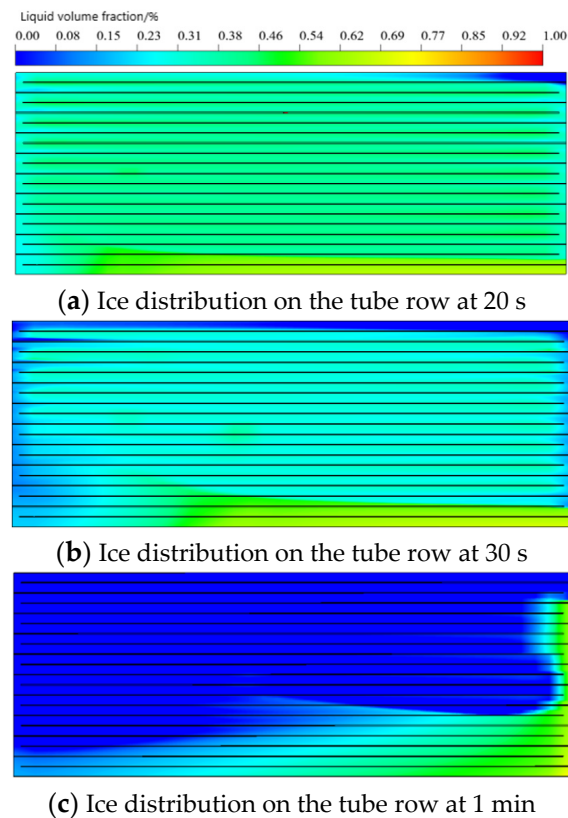 Liquid volume fraction/%
0.00 0.08 0.15 0.23 0.31 0.38 0.46 0.54 0.62 0.69 0.77 0.85 0.92 1.00
(a) Ice distribution on the tube row at 20 s
(b) Ice distribution on the tube row at 30 s
(c) Ice distribution on the tube row at 1 min